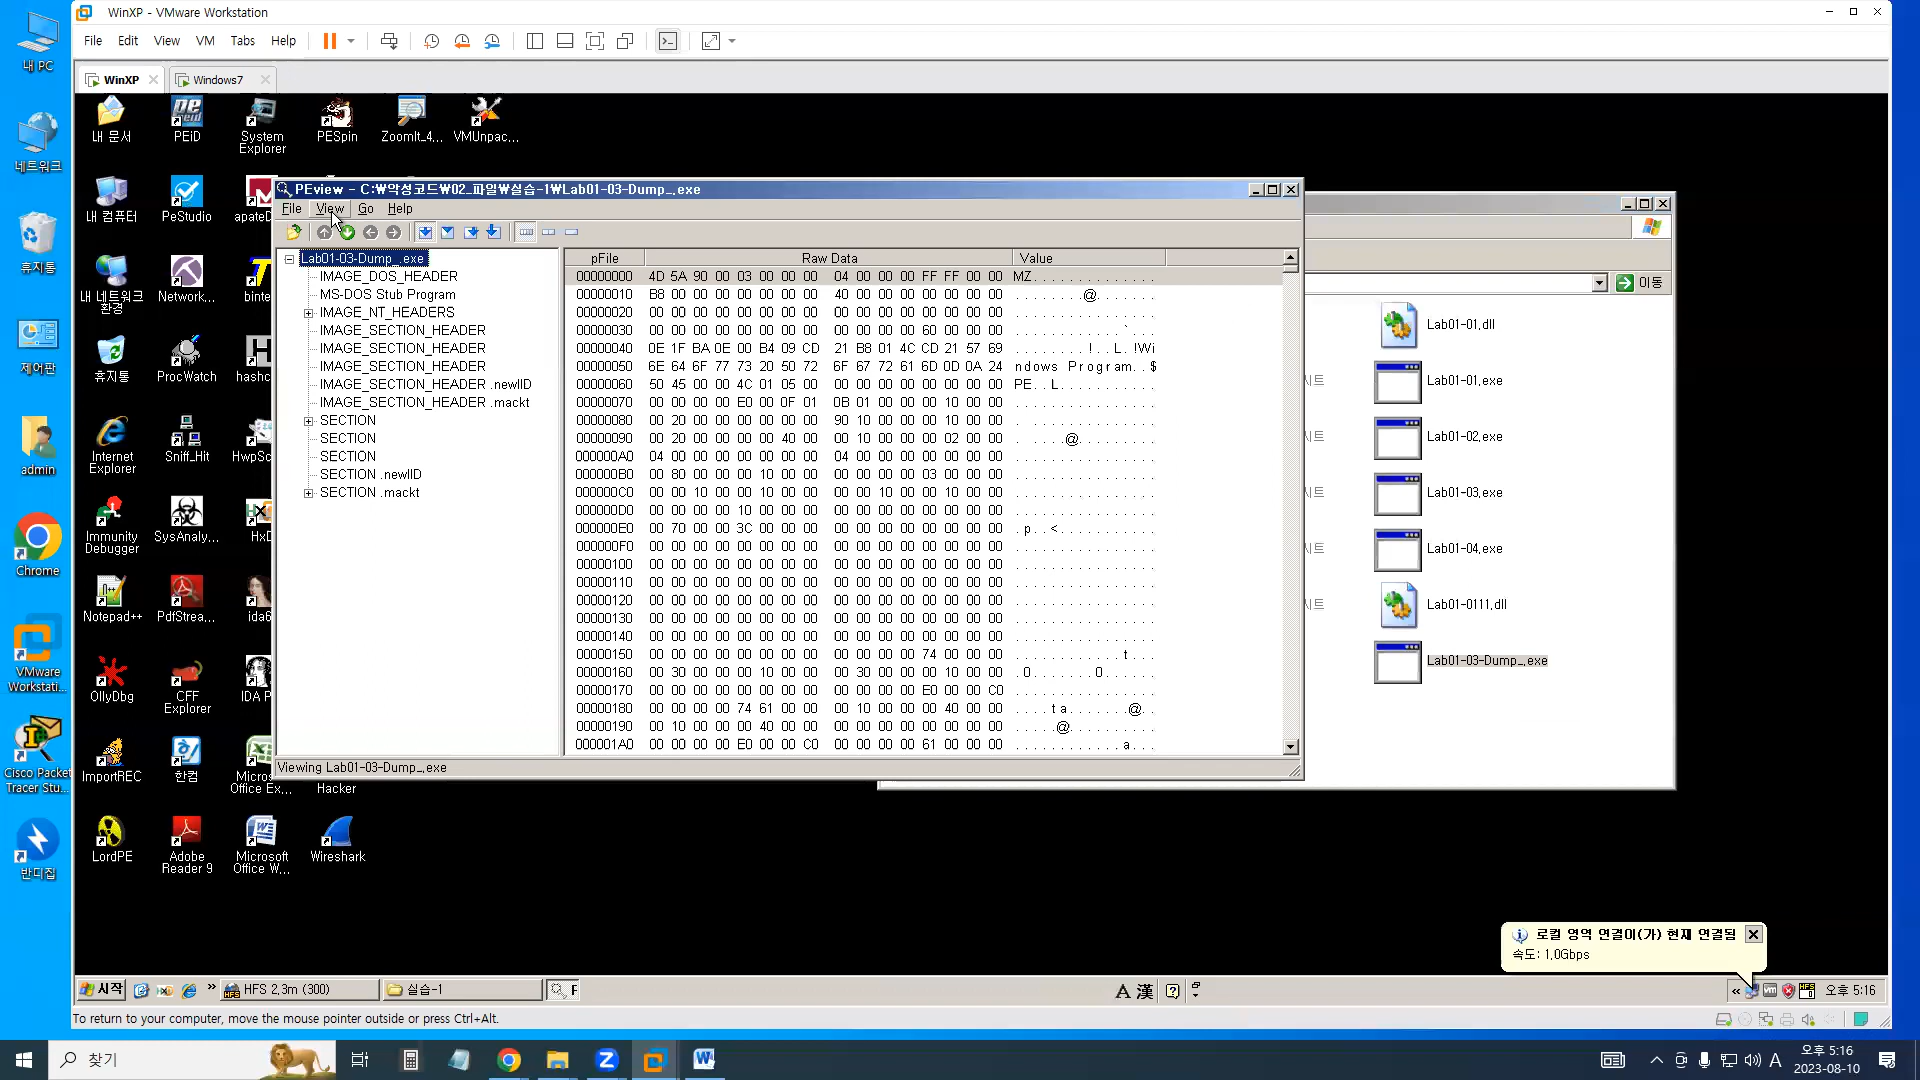 WinXP - VMware Workstation
File Edit View VM Tabs Help
WinXP Windows7
내 PC
네트워크
휴지통
제어판
admin
Chrome
VMware
Workstati...
Cisco Packet
Tracer Stu...
반디집
내 문서 PEiD System
Explorer PESpin ZoomIt_4... VMUnpac...
내 컴퓨터 PeStudio apateD
내 네트워크
환경 Network... binte
휴지통 ProcWatch hashc
Internet
Explorer Sniff_Hit HwpSc
Immunity
Debugger SysAnaly... HxD
Notepad++ PdfStrea... ida6
OllyDbg CFF
Explorer IDA P
ImportREC 한컴 Micros
Office Ex... Hacker
LordPE Adobe
Reader 9 Microsoft
Office W... Wireshark
PEview - C:\악성코드\02_파일\실습-1\Lab01-03-Dump_.exe
File View Go Help
Lab01-03-Dump_.exe
IMAGE_DOS_HEADER
MS-DOS Stub Program
IMAGE_NT_HEADERS
IMAGE_SECTION_HEADER
IMAGE_SECTION_HEADER
IMAGE_SECTION_HEADER
IMAGE_SECTION_HEADER .newIID
IMAGE_SECTION_HEADER .mackt
SECTION
SECTION
SECTION
SECTION .newIID
SECTION .mackt
pFile Raw Data Value
00000000 4D 5A 90 00 03 00 00 00 04 00 00 00 FF FF 00 00 MZ..............
00000010 B8 00 00 00 00 00 00 00 40 00 00 00 00 00 00 00 ........@.......
00000020 00 00 00 00 00 00 00 00 00 00 00 00 00 00 00 00 ................
00000030 00 00 00 00 00 00 00 00 00 00 00 00 60 00 00 00 ............`...
00000040 0E 1F BA 0E 00 B4 09 CD 21 B8 01 4C CD 21 57 69 ........!..L.!Wi
00000050 6E 64 6F 77 73 20 50 72 6F 67 72 61 6D 0D 0A 24 ndows Program..$
00000060 50 45 00 00 4C 01 05 00 00 00 00 00 00 00 00 00 PE..L...........
00000070 00 00 00 00 E0 00 0F 01 0B 01 00 00 00 10 00 00 ................
00000080 00 20 00 00 00 00 00 00 90 10 00 00 00 10 00 00 . ..............
00000090 00 20 00 00 00 00 40 00 00 10 00 00 00 02 00 00 . ....@.........
000000A0 04 00 00 00 00 00 00 00 04 00 00 00 00 00 00 00 ................
000000B0 00 80 00 00 00 10 00 00 00 00 00 00 03 00 00 00 ................
000000C0 00 00 10 00 00 10 00 00 00 00 10 00 00 10 00 00 ................
000000D0 00 00 00 00 10 00 00 00 00 00 00 00 00 00 00 00 ................
000000E0 00 70 00 00 3C 00 00 00 00 00 00 00 00 00 00 00 .p..<...........
000000F0 00 00 00 00 00 00 00 00 00 00 00 00 00 00 00 00 ................
00000100 00 00 00 00 00 00 00 00 00 00 00 00 00 00 00 00 ................
00000110 00 00 00 00 00 00 00 00 00 00 00 00 00 00 00 00 ................
00000120 00 00 00 00 00 00 00 00 00 00 00 00 00 00 00 00 ................
00000130 00 00 00 00 00 00 00 00 00 00 00 00 00 00 00 00 ................
00000140 00 00 00 00 00 00 00 00 00 00 00 00 00 00 00 00 ................
00000150 00 00 00 00 00 00 00 00 00 00 00 00 74 00 00 00 ............t...
00000160 00 30 00 00 00 10 00 00 00 30 00 00 00 10 00 00 .0.......0......
00000170 00 00 00 00 00 00 00 00 00 00 00 00 E0 00 00 C0 ................
00000180 00 00 00 00 74 61 00 00 00 10 00 00 00 40 00 00 ....ta.......@..
00000190 00 10 00 00 00 40 00 00 00 00 00 00 00 00 00 00 .....@..........
000001A0 00 00 00 00 E0 00 00 C0 00 00 00 00 61 00 00 00 ............a...
Viewing Lab01-03-Dump_.exe
이동
Lab01-01.dll
Lab01-01.exe
Lab01-02.exe
Lab01-03.exe
Lab01-04.exe
Lab01-0111.dll
Lab01-03-Dump_.exe
로컬 영역 연결이(가) 현재 연결됨
속도: 1.0Gbps
시작 » HFS 2.3m (300) 실습-1 F A 漢 « 오후 5:16
To return to your computer, move the mouse pointer outside or press Ctrl+Alt.
찾기 A 오후 5:16
2023-08-10